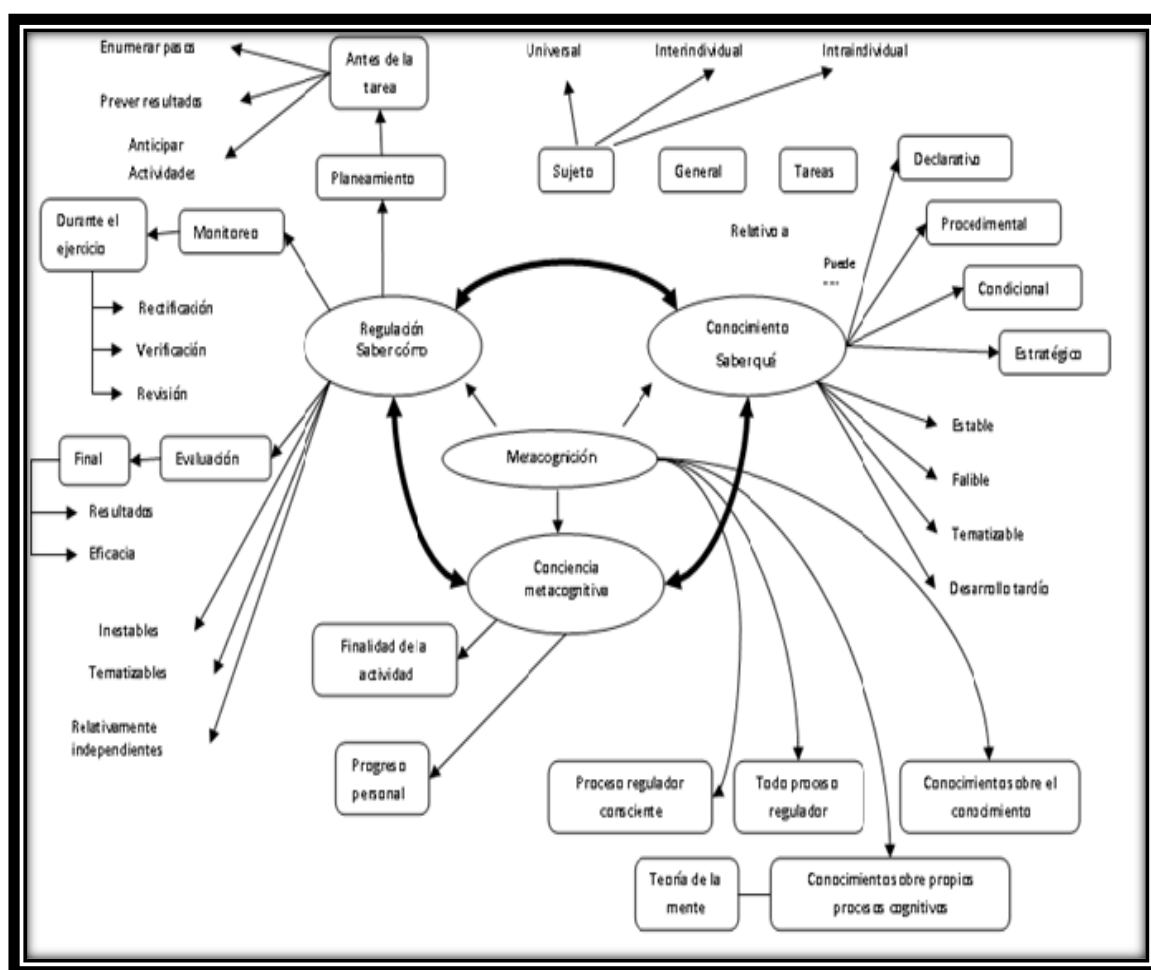 Enumerar pasos
Prever resultados
Anticipar
Actividades
Antes de la
tarea
Planeamiento
Universal
Interindividual
Intraindividual
Sujeto
General
Tareas
Relativo a
Puede
....
Declarativo
Procedimental
Condicional
Estratégico
Durante el
ejercicio
Monitoreo
Rectificación
Verificación
Revisión
Regulación
Saber cómo
Conocimiento
Saber qué
Metacognición
Conciencia
metacognitiva
Final
Evaluación
Resultados
Eficacia
Estable
Falible
Tematizable
Desarrollo tardío
Inestables
Tematizables
Relativamente
independientes
Finalidad de la
actividad
Progreso
personal
Proceso regulador
consciente
Todo proceso
regulador
Conocimientos sobre el
conocimiento
Teoría de la
mente
Conocimientos sobre propios
procesos cognitivos